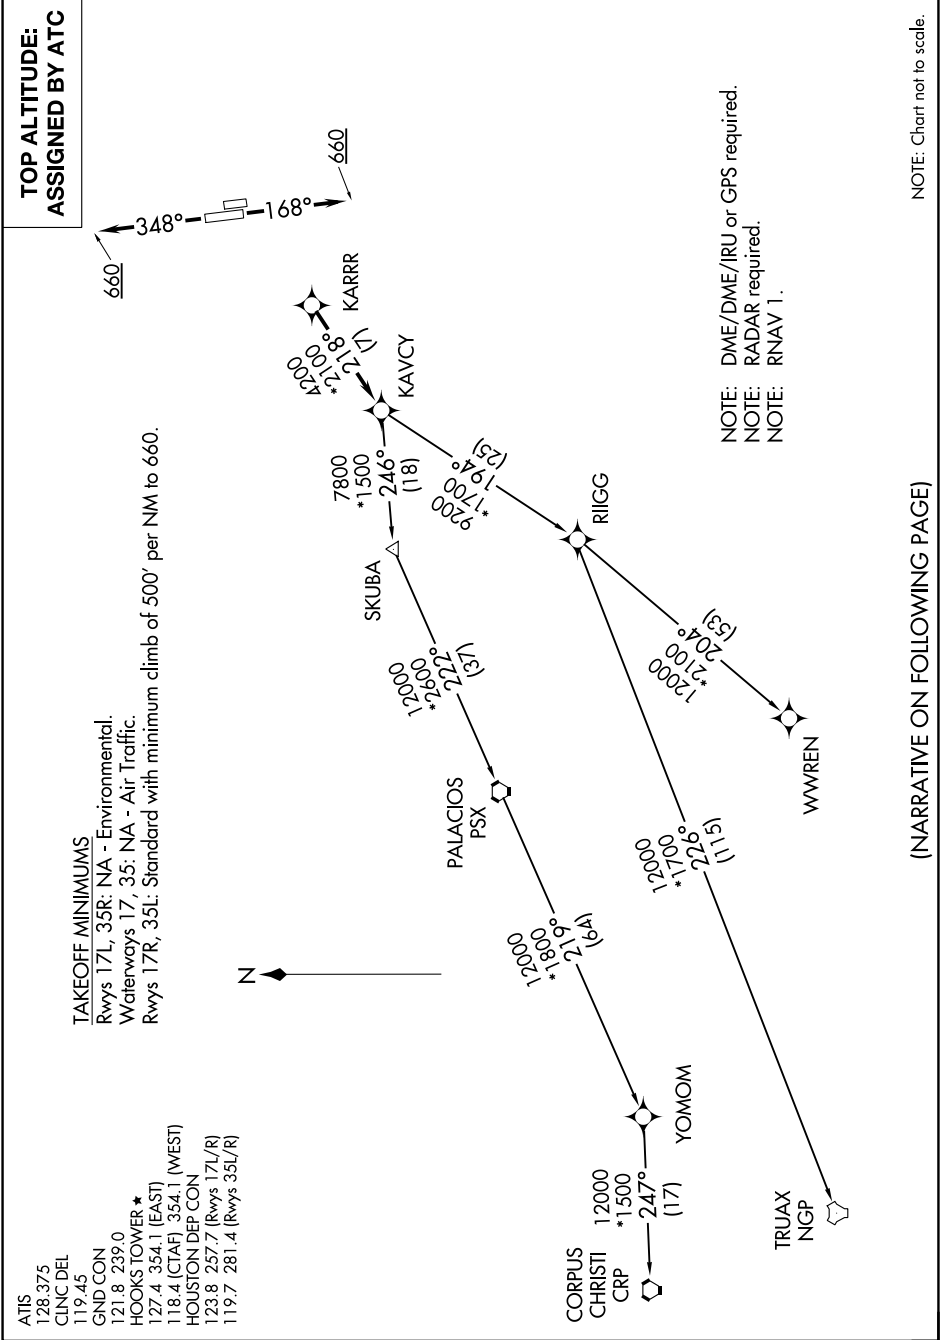 ATIS
128.375
CLNC DEL
119.45
GND CON
121.8 239.0
HOOKS TOWER ★
127.4 354.1 (EAST)
118.4 (CTAF) 354.1 (WEST)
HOUSTON DEP CON
123.8 257.7 (Rwys 17L/R)
119.7 281.4 (Rwys 35L/R)
TAKEOFF MINIMUMS
Rwys 17L, 35R: NA - Environmental.
Waterways 17, 35: NA - Air Traffic.
Rwys 17R, 35L: Standard with minimum climb of 500' per NM to 660.
TOP ALTITUDE:
ASSIGNED BY ATC
660
348°
168°
660
N
KARRR
4200
*2100
218°
(7)
KAVCY
7800
*1500
246°
(18)
SKUBA
9200
*1700
194°
(25)
RIIGG
12000
*2600
222°
(37)
PALACIOS
PSX
12000
*2100
204°
(53)
WWREN
12000
*1800
219°
(64)
YOMOM
12000
*1700
226°
(115)
TRUAX
NGP
12000
*1500
247°
(17)
CORPUS
CHRISTI
CRP
NOTE: DME/DME/IRU or GPS required.
NOTE: RADAR required.
NOTE: RNAV 1.
(NARRATIVE ON FOLLOWING PAGE)
NOTE: Chart not to scale.